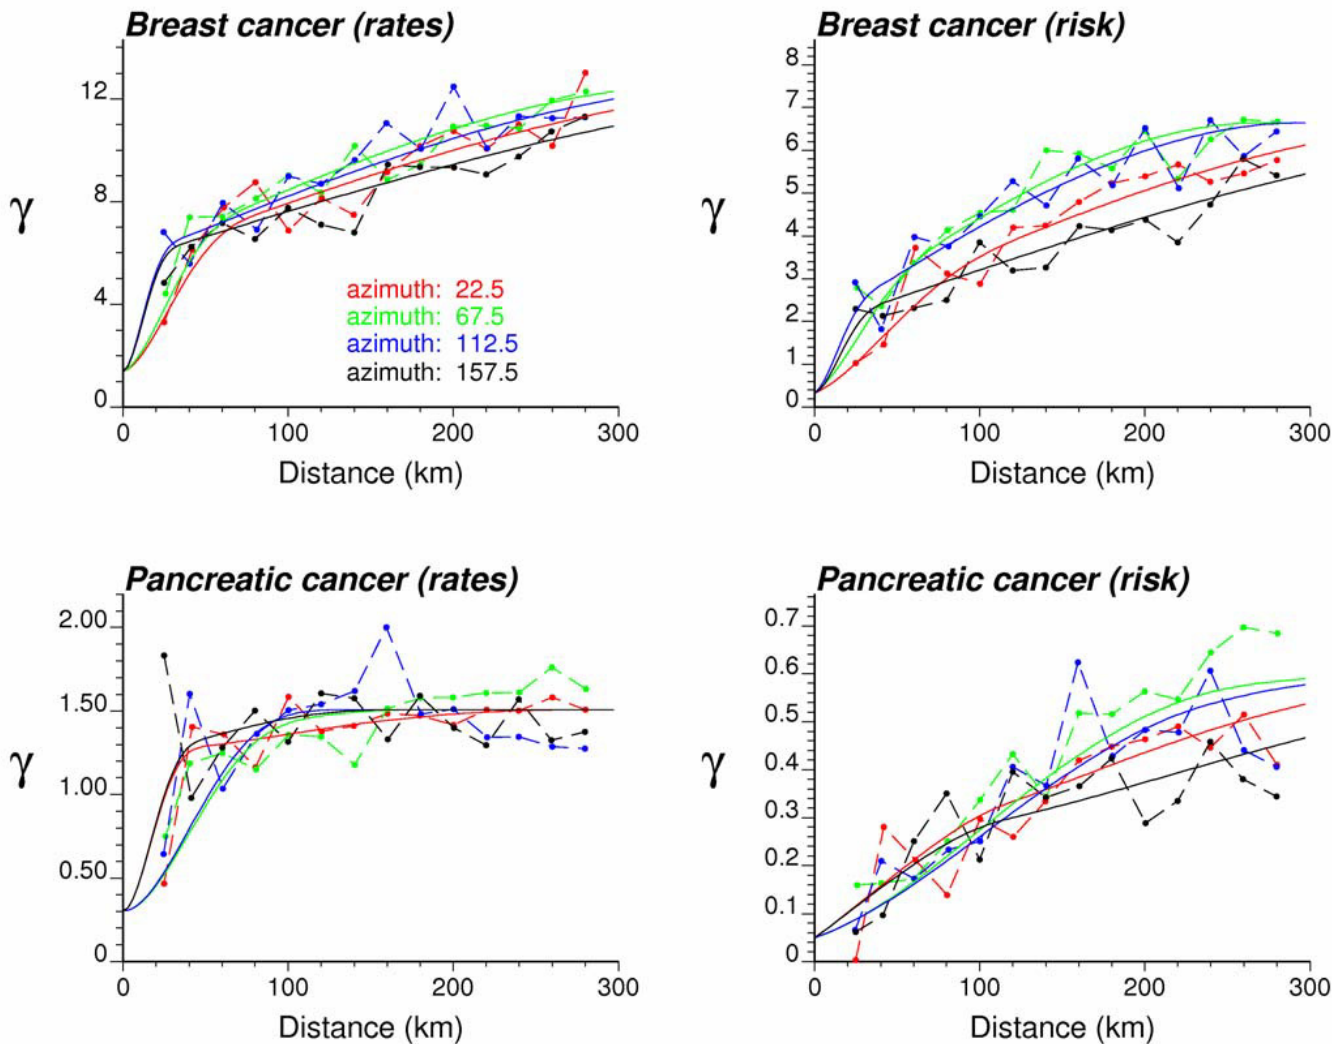 Breast cancer (rates)
12
8
4
0
γ
azimuth: 22.5
azimuth: 67.5
azimuth: 112.5
azimuth: 157.5
0 100 200 300
Distance (km)
Breast cancer (risk)
8
7
6
5
4
3
2
1
0
γ
0 100 200 300
Distance (km)
Pancreatic cancer (rates)
2.00
1.50
1.00
0.50
0
γ
0 100 200 300
Distance (km)
Pancreatic cancer (risk)
0.7
0.6
0.5
0.4
0.3
0.2
0.1
0
γ
0 100 200 300
Distance (km)